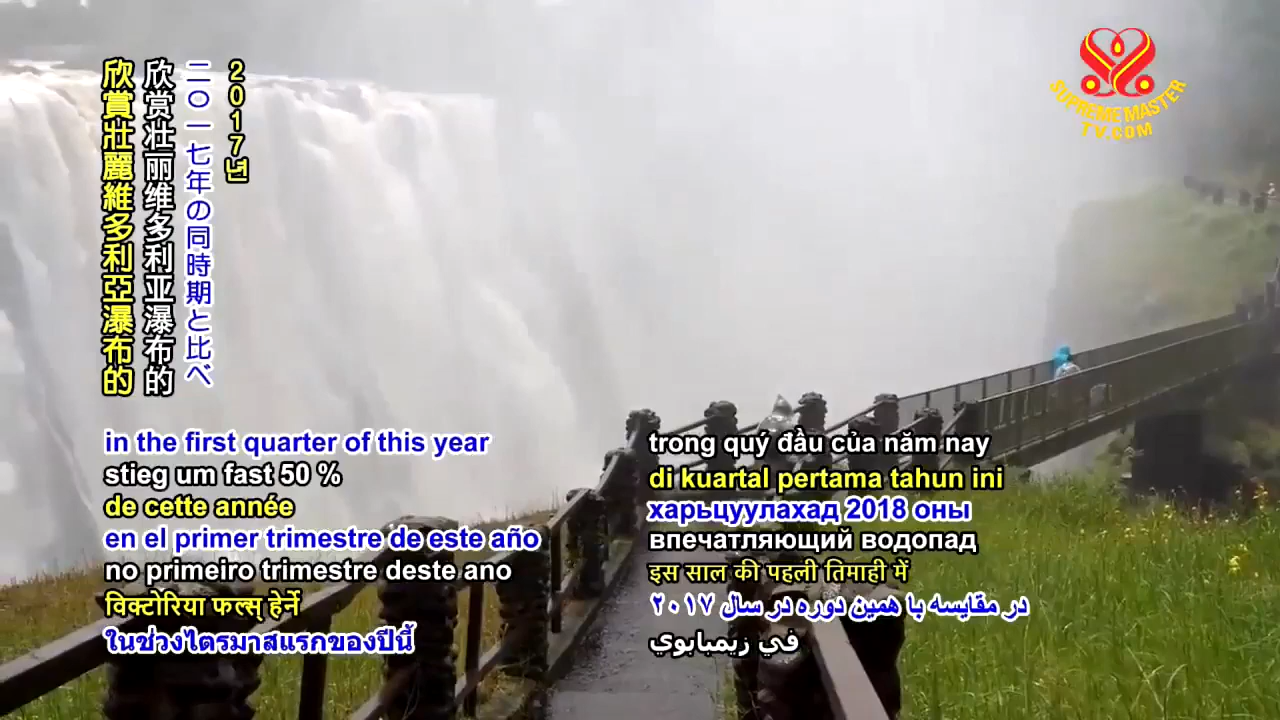 欣賞壯麗維多利亞瀑布的
欣赏壮丽维多利亚瀑布的
二〇一七年の同時期と比べ
2017년
SUPREME MASTER
TV.COM
in the first quarter of this year
stieg um fast 50 %
de cette année
en el primer trimestre de este año
no primeiro trimestre deste ano
भिक्टोरिया फल्स् हेर्ने
ในช่วงไตรมาสแรกของปีนี้
trong quý đầu của năm nay
di kuartal pertama tahun ini
харьцуулахад 2018 оны
впечатляющий водопад
इस साल की पहली तिमाही में
در مقایسه با همین دوره در سال ۲۰۱۷
في زيمبابوي